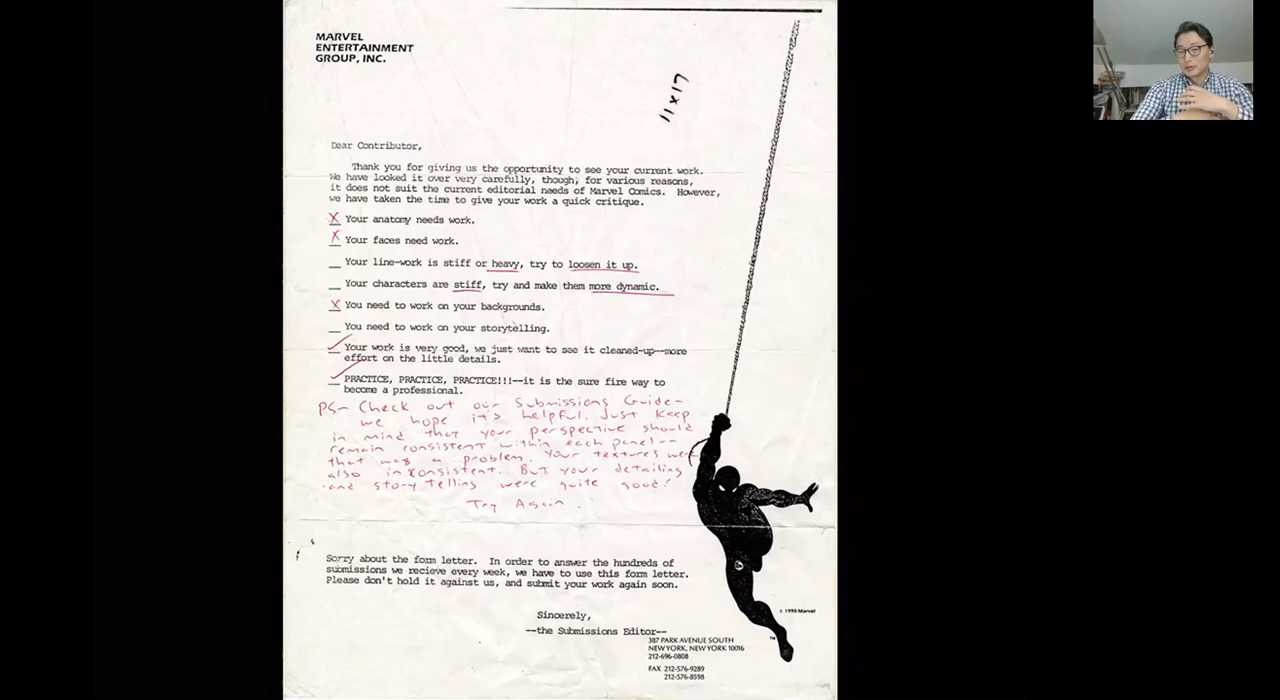 MARVEL
ENTERTAINMENT
GROUP, INC.
11X17
Dear Contributor,
Thank you for giving us the opportunity to see your current work.
We have looked it over very carefully, though, for various reasons,
it does not suit the current editorial needs of Marvel Comics. However,
we have taken the time to give your work a quick critique.
X Your anatomy needs work.
X Your faces need work.
__ Your line-work is stiff or heavy, try to loosen it up.
__ Your characters are stiff, try and make them more dynamic.
X You need to work on your backgrounds.
__ You need to work on your storytelling.
✓ Your work is very good, we just want to see it cleaned-up--more
effort on the little details.
✓ PRACTICE, PRACTICE, PRACTICE!!!--it is the sure fire way to
become a professional.
PS- Check out our Submissions Guide-
we hope it's helpful. Just keep
in mind that your perspective should
remain consistent within each panel--
that was a problem. Your textures were
also inconsistent. But your detailing
and storytelling were quite good!
Try Again.
Sorry about the form letter. In order to answer the hundreds of
submissions we recieve every week, we have to use this form letter.
Please don't hold it against us, and submit your work again soon.
Sincerely,
--the Submissions Editor--
© 1990 Marvel
TM
387 PARK AVENUE SOUTH
NEW YORK, NEW YORK 10016
212-696-0808
FAX 212-576-9289
212-576-8598